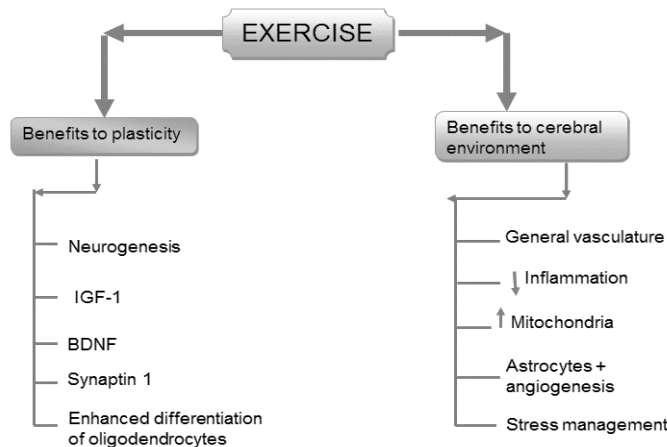 EXERCISE
Benefits to plasticity
Neurogenesis
IGF-1
BDNF
Synaptin 1
Enhanced differentiation
of oligodendrocytes
Benefits to cerebral
environment
General vasculature
↓ Inflammation
↑ Mitochondria
Astrocytes +
angiogenesis
Stress management